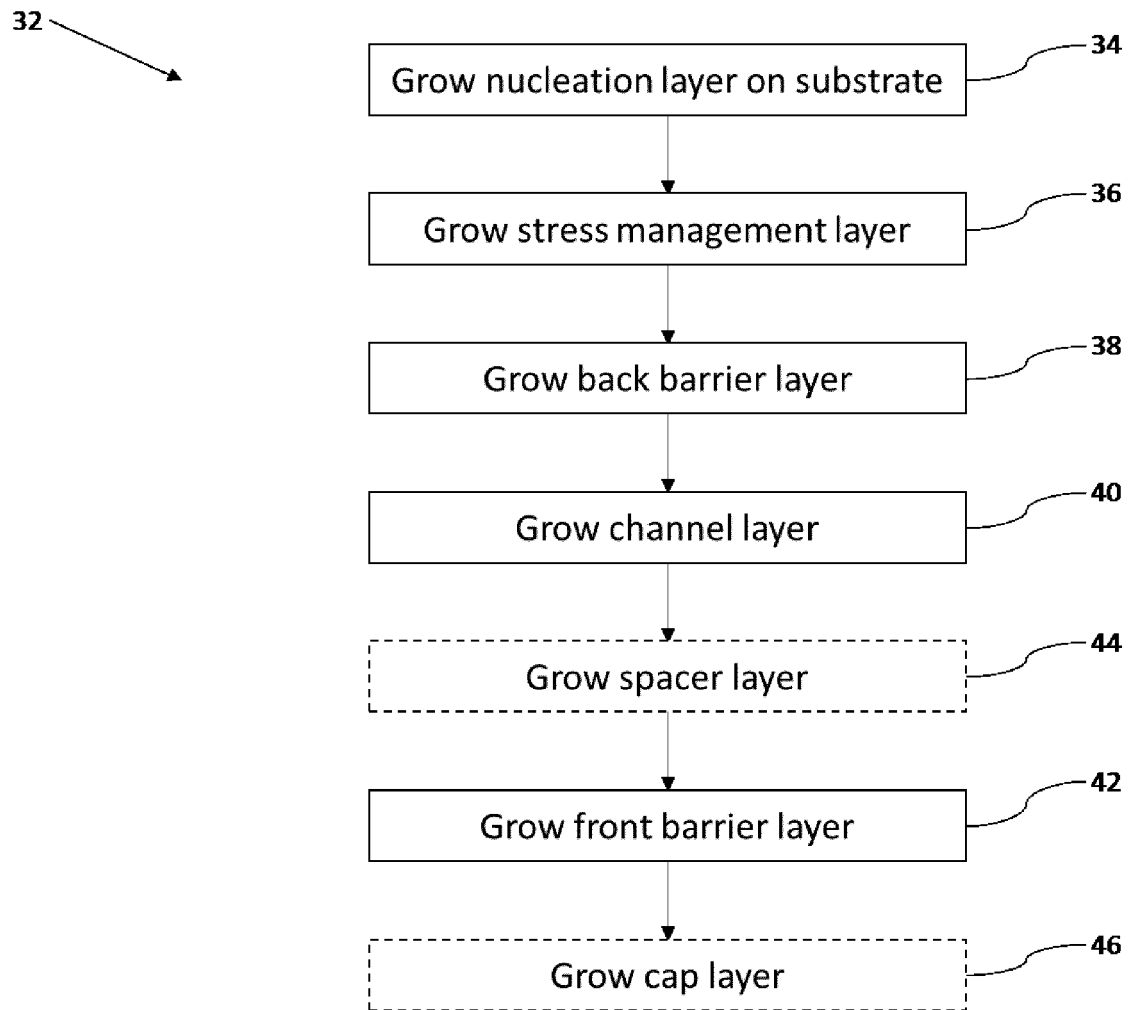 32
34
Grow nucleation layer on substrate
36
Grow stress management layer
38
Grow back barrier layer
40
Grow channel layer
44
Grow spacer layer
42
Grow front barrier layer
46
Grow cap layer